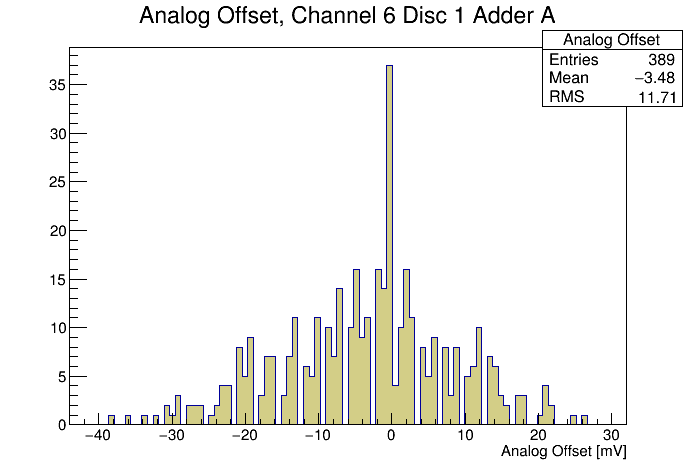 Analog Offset, Channel 6 Disc 1 Adder A
Analog Offset
Entries 389
Mean −3.48
RMS 11.71
35
30
25
20
15
10
5
0
−40 −30 −20 −10 0 10 20 30
Analog Offset [mV]